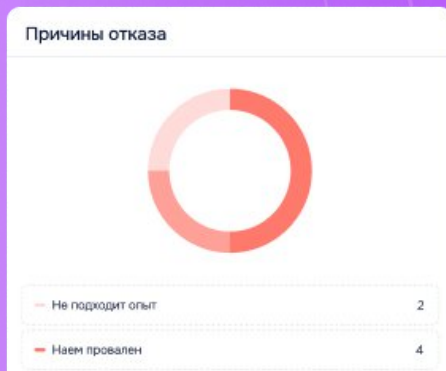 Причины отказа
Не подходит опыт 2
Наем провален 4